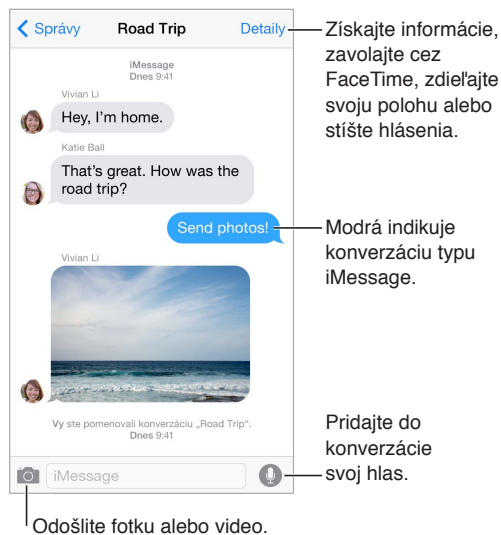 Správy Road Trip Detaily
iMessage
Dnes 9:41
Vivian Li
Hey, I'm home.
Katie Ball
That's great. How was the
road trip?
Send photos!
Vivian Li
Vy ste pomenovali konverzáciu „Road Trip“.
Dnes 9:41
iMessage
Získajte informácie,
zavolajte cez
FaceTime, zdieľajte
svoju polohu alebo
stíšte hlásenia.
Modrá indikuje
konverzáciu typu
iMessage.
Pridajte do
konverzácie
svoj hlas.
Odošlite fotku alebo video.